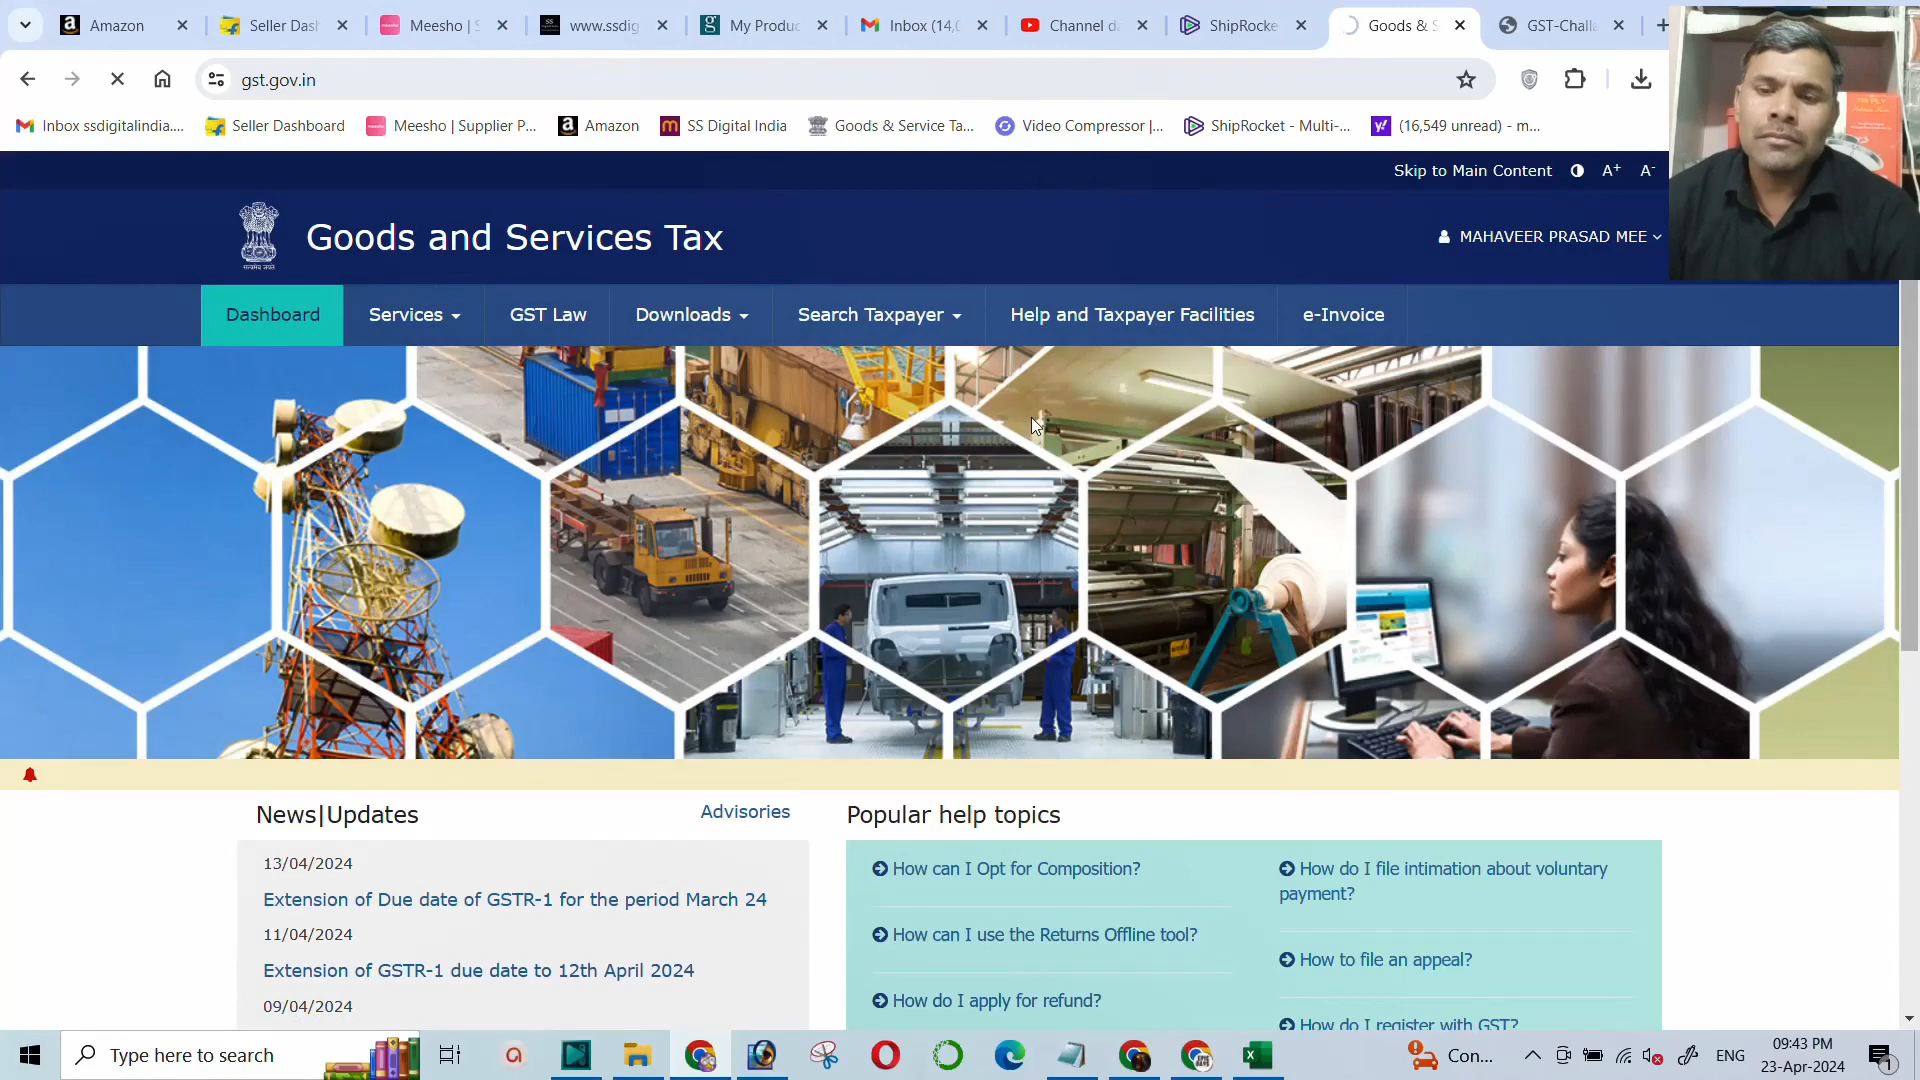 Amazon
Seller Dash
Meesho | S
www.ssdig
My Produc
Inbox (14,0
Channel da
ShipRocke
Goods & S
GST-Challa
gst.gov.in
Inbox ssdigitalindia....
Seller Dashboard
Meesho | Supplier P...
Amazon
SS Digital India
Goods & Service Ta...
Video Compressor |...
ShipRocket - Multi-...
(16,549 unread) - m...
Skip to Main Content
A+
A-
Goods and Services Tax
MAHAVEER PRASAD MEE
Dashboard
Services
GST Law
Downloads
Search Taxpayer
Help and Taxpayer Facilities
e-Invoice
News|Updates
Advisories
13/04/2024
Extension of Due date of GSTR-1 for the period March 24
11/04/2024
Extension of GSTR-1 due date to 12th April 2024
09/04/2024
Popular help topics
How can I Opt for Composition?
How can I use the Returns Offline tool?
How do I apply for refund?
How do I file intimation about voluntary
payment?
How to file an appeal?
How do I register with GST?
Type here to search
Con...
ENG
09:43 PM
23-Apr-2024
1